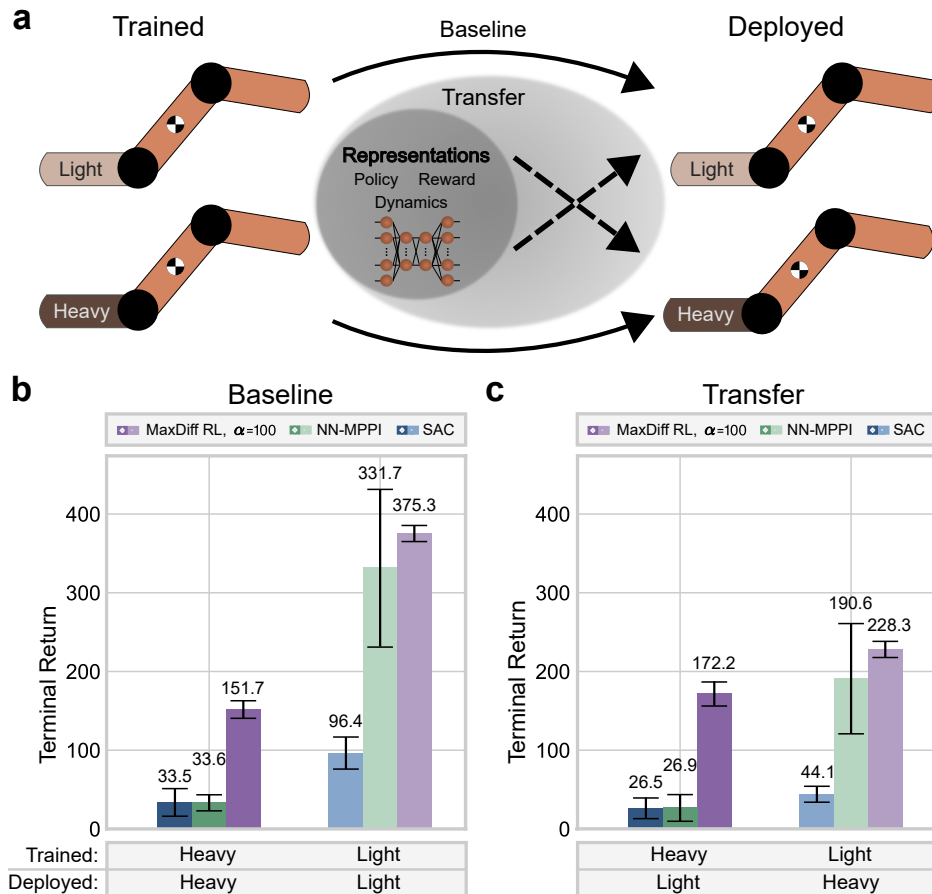 a
Trained
Baseline
Deployed
Transfer
Representations
Policy Reward
Dynamics
Light
Light
Heavy
Heavy
b
Baseline
MaxDiff RL, α=100 NN-MPPI SAC
Terminal Return
400
300
200
100
0
33.5
33.6
151.7
96.4
331.7
375.3
Trained: Heavy Light
Deployed: Heavy Light
c
Transfer
MaxDiff RL, α=100 NN-MPPI SAC
Terminal Return
400
300
200
100
0
26.5
26.9
172.2
44.1
190.6
228.3
Heavy Light
Light Heavy